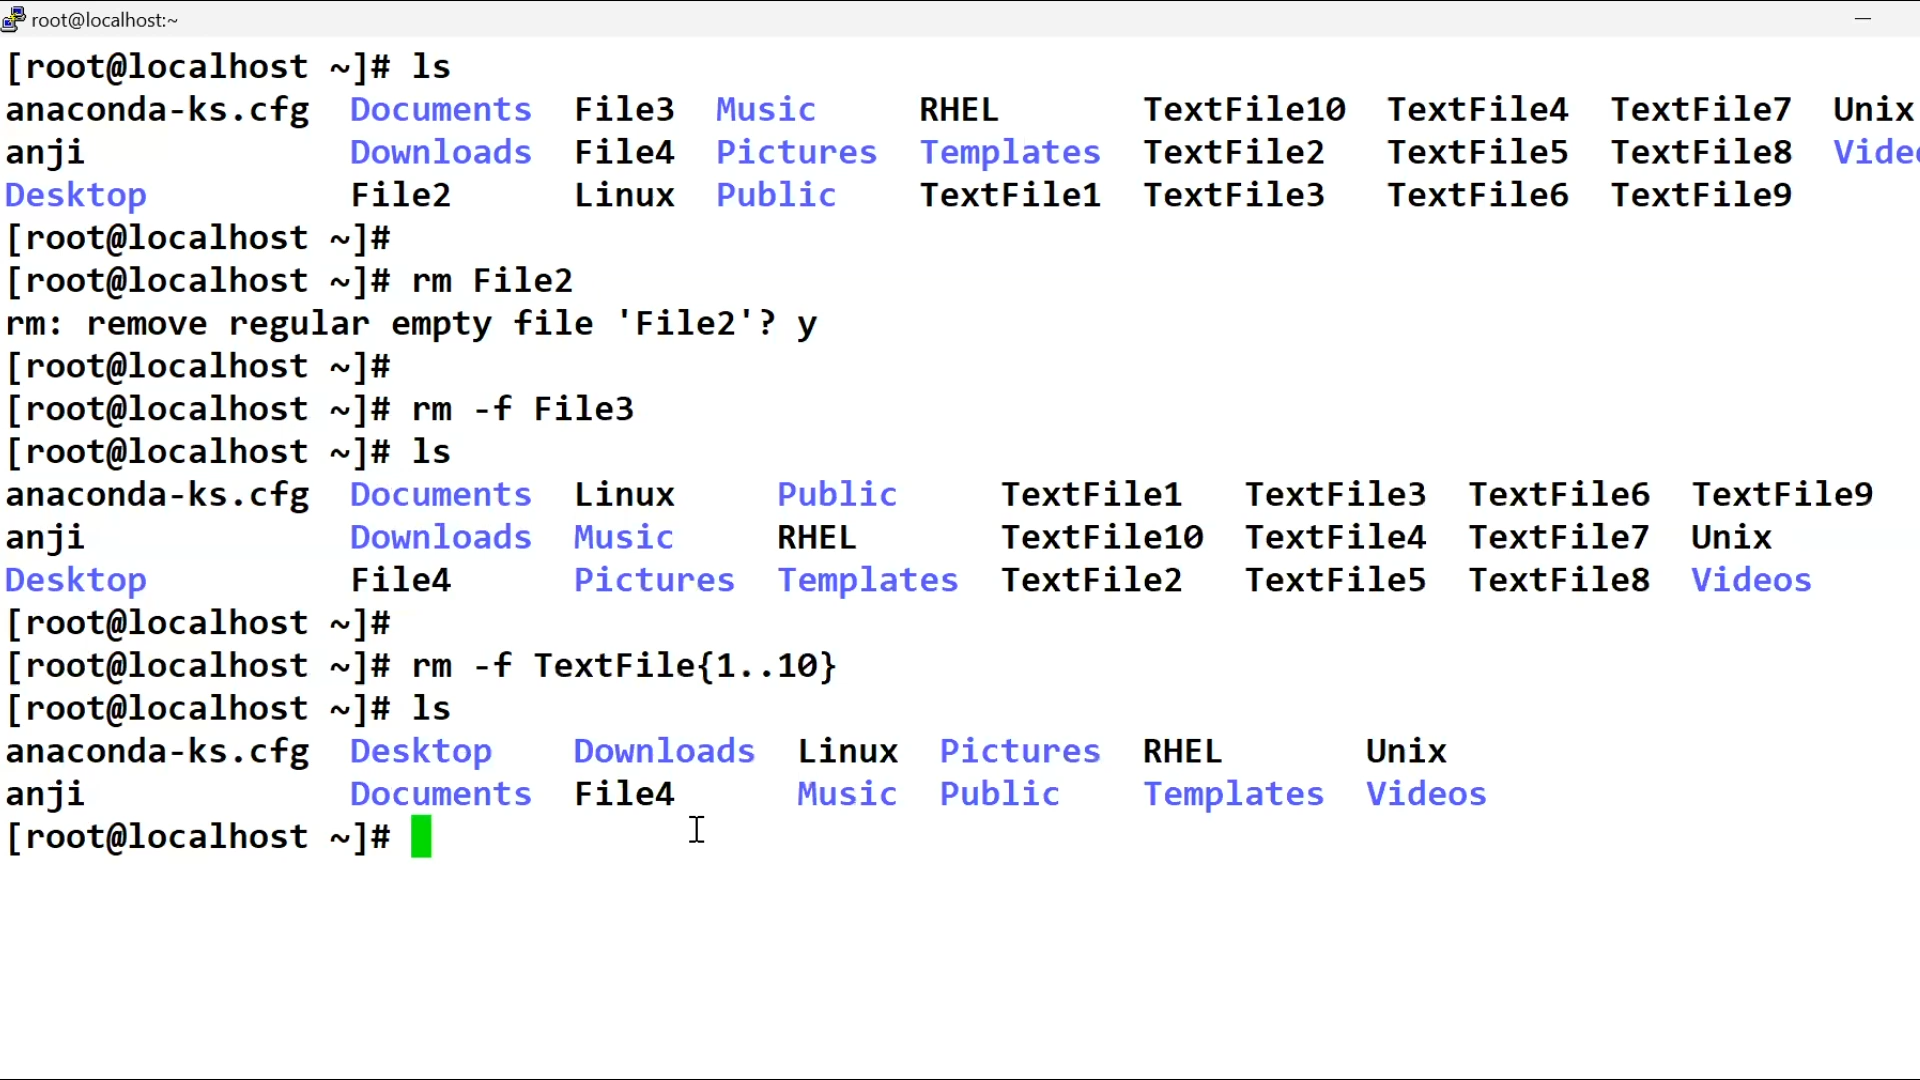 root@localhost:~
[root@localhost ~]# ls
anaconda-ks.cfg  Documents  File3  Music     RHEL       TextFile10  TextFile4  TextFile7  Unix
anji             Downloads  File4  Pictures  Templates  TextFile2   TextFile5  TextFile8  Video
Desktop          File2      Linux  Public    TextFile1  TextFile3   TextFile6  TextFile9
[root@localhost ~]#
[root@localhost ~]# rm File2
rm: remove regular empty file 'File2'? y
[root@localhost ~]#
[root@localhost ~]# rm -f File3
[root@localhost ~]# ls
anaconda-ks.cfg  Documents  Linux     Public     TextFile1   TextFile3  TextFile6  TextFile9
anji             Downloads  Music     RHEL       TextFile10  TextFile4  TextFile7  Unix
Desktop          File4      Pictures  Templates  TextFile2   TextFile5  TextFile8  Videos
[root@localhost ~]#
[root@localhost ~]# rm -f TextFile{1..10}
[root@localhost ~]# ls
anaconda-ks.cfg  Desktop    Downloads  Linux  Pictures  RHEL       Unix
anji             Documents  File4      Music  Public    Templates  Videos
[root@localhost ~]#